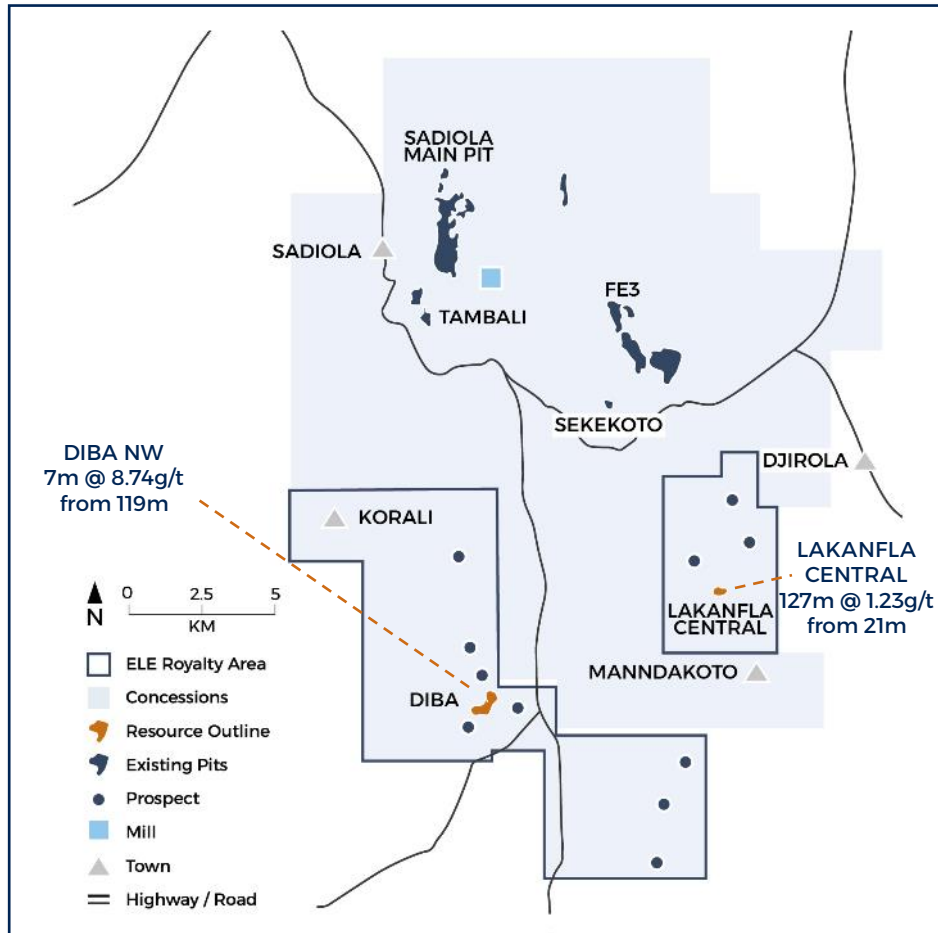 SADIOLA
MAIN PIT
SADIOLA
TAMBALI
FE3
SEKEKOTO
DJIROLA
DIBA NW
7m @ 8.74g/t
from 119m
KORALI
LAKANFLA
CENTRAL
127m @ 1.23g/t
from 21m
LAKANFLA
CENTRAL
MANNDAKOTO
DIBA
N
0 2.5 5
KM
ELE Royalty Area
Concessions
Resource Outline
Existing Pits
Prospect
Mill
Town
Highway / Road